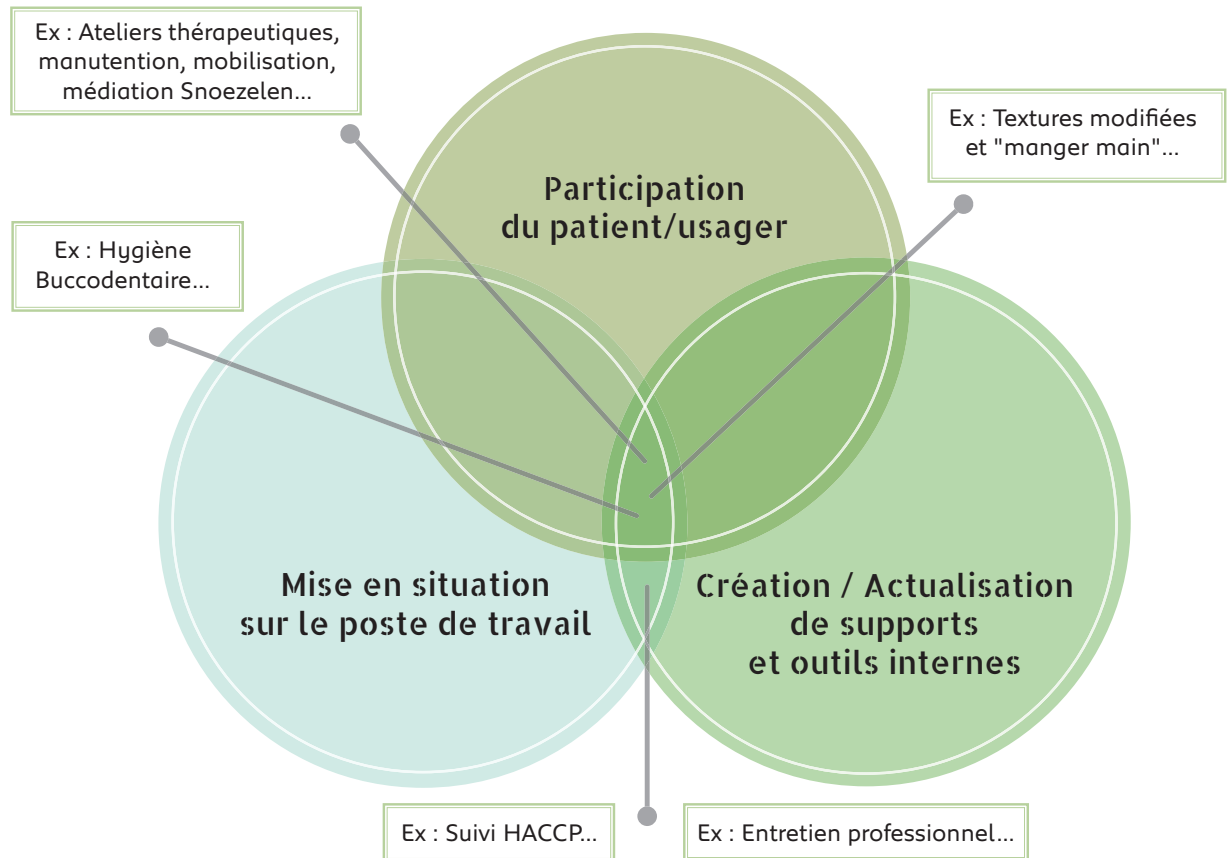 Ex : Ateliers thérapeutiques,
manutention, mobilisation,
médiation Snoezelen...
Ex : Textures modifiées
et "manger main"...
Participation
du patient/usager
Ex : Hygiène
Buccodentaire...
Mise en situation
sur le poste de travail
Création / Actualisation
de supports
et outils internes
Ex : Suivi HACCP...
Ex : Entretien professionnel...